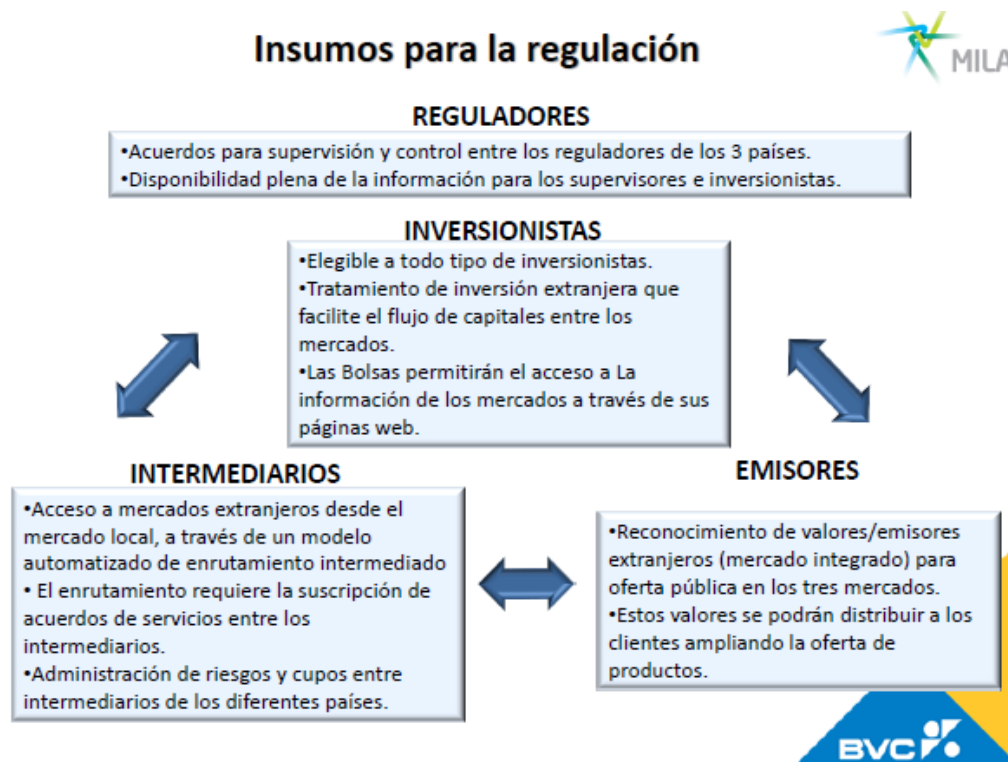 Insumos para la regulación
MILA
REGULADORES
•Acuerdos para supervisión y control entre los reguladores de los 3 países.
•Disponibilidad plena de la información para los supervisores e inversionistas.
INVERSIONISTAS
•Elegible a todo tipo de inversionistas.
•Tratamiento de inversión extranjera que
facilite el flujo de capitales entre los
mercados.
•Las Bolsas permitirán el acceso a La
información de los mercados a través de sus
páginas web.
INTERMEDIARIOS
•Acceso a mercados extranjeros desde el
mercado local, a través de un modelo
automatizado de enrutamiento intermediado
• El enrutamiento requiere la suscripción de
acuerdos de servicios entre los
intermediarios.
•Administración de riesgos y cupos entre
intermediarios de los diferentes países.
EMISORES
•Reconocimiento de valores/emisores
extranjeros (mercado integrado) para
oferta pública en los tres mercados.
•Estos valores se podrán distribuir a los
clientes ampliando la oferta de
productos.
BVC